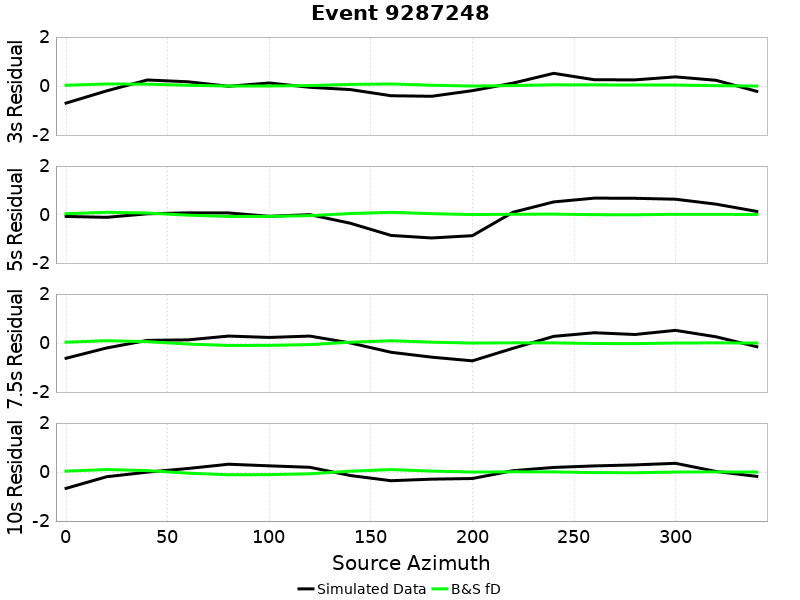 Event 9287248
3s Residual
2
0
-2
5s Residual
2
0
-2
7.5s Residual
2
0
-2
10s Residual
2
0
-2
0 50 100 150 200 250 300
Source Azimuth
Simulated Data B&S fD